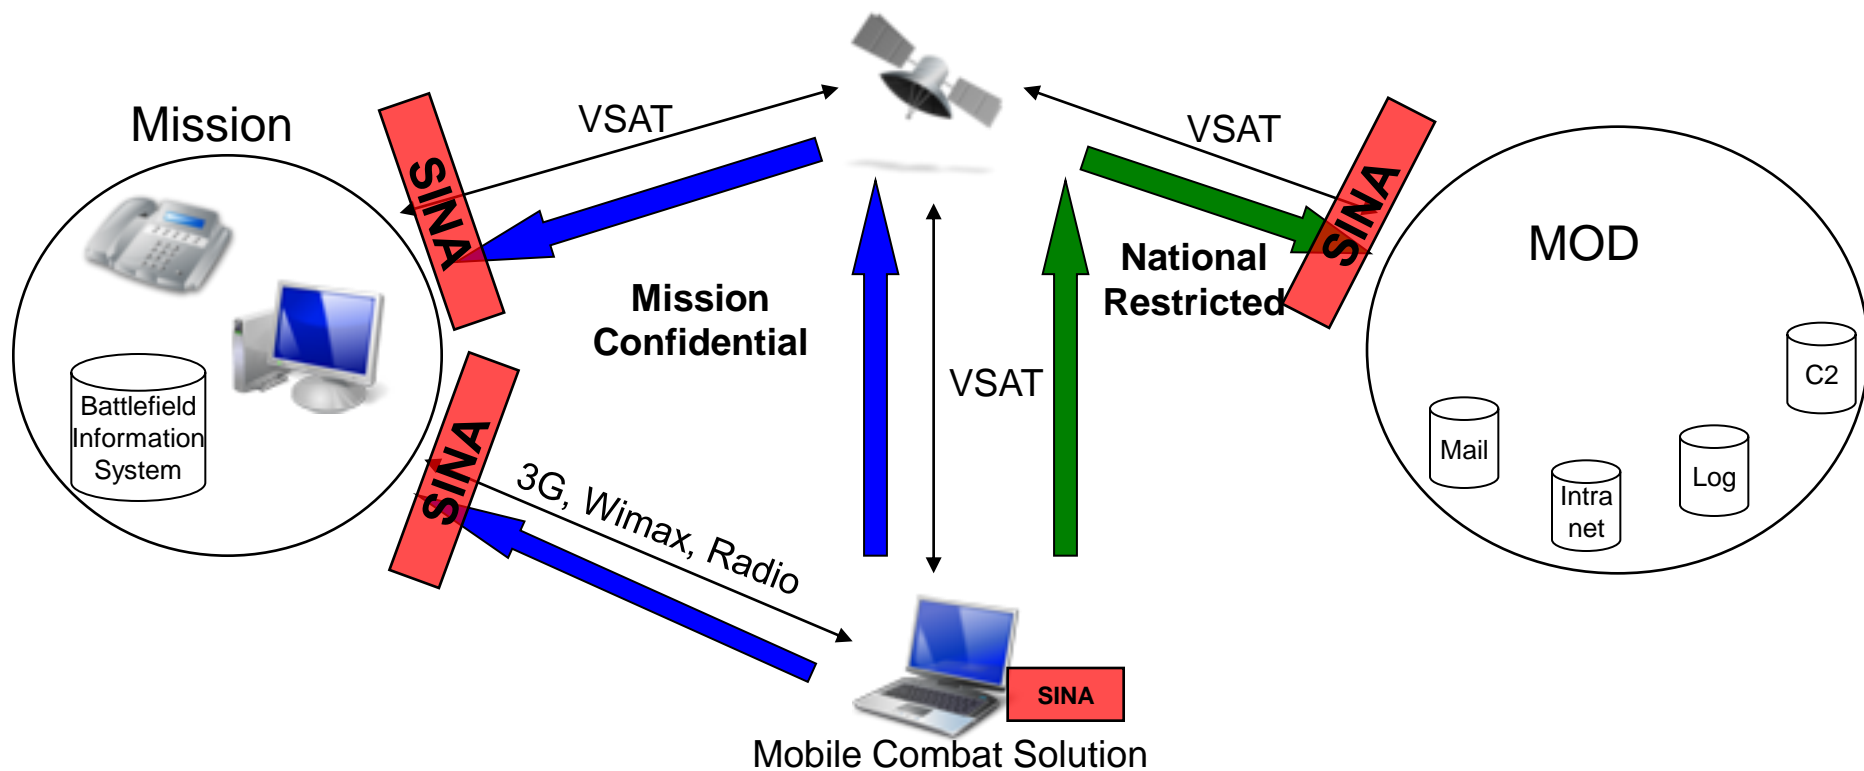 Mission
SINA
VSAT
VSAT
SINA
MOD
Mission
Confidential
National
Restricted
VSAT
Battlefield
Information
System
SINA
3G, Wimax, Radio
C2
Mail
Intra
net
Log
SINA
Mobile Combat Solution